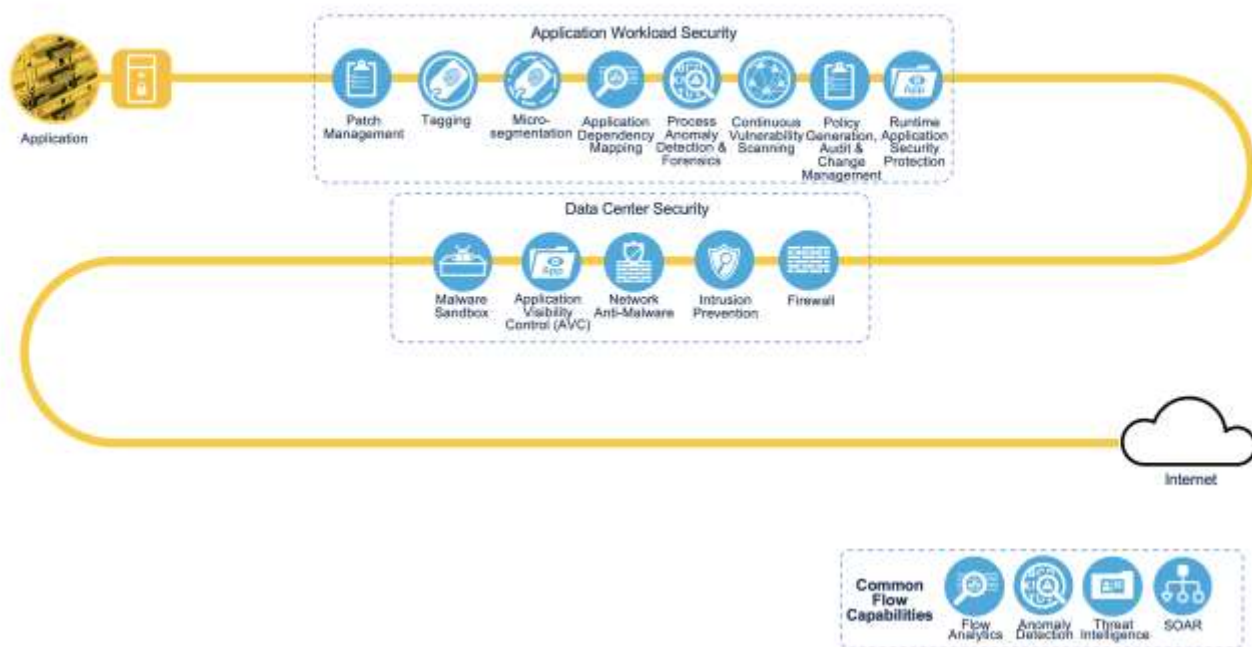 Application Workload Security
Application
Patch
Management
Tagging
Micro-
segmentation
Application
Dependency
Mapping
Process
Anomaly
Detection &
Forensics
Continuous
Vulnerability
Scanning
Policy
Generation,
Audit &
Change
Management
Runtime
Application
Security
Protection
App
Data Center Security
Malware
Sandbox
App
Application
Visibility
Control (AVC)
Network
Anti-Malware
Intrusion
Prevention
Firewall
Internet
Common
Flow
Capabilities
Flow
Analytics
Anomaly
Detection
Threat
Intelligence
SOAR